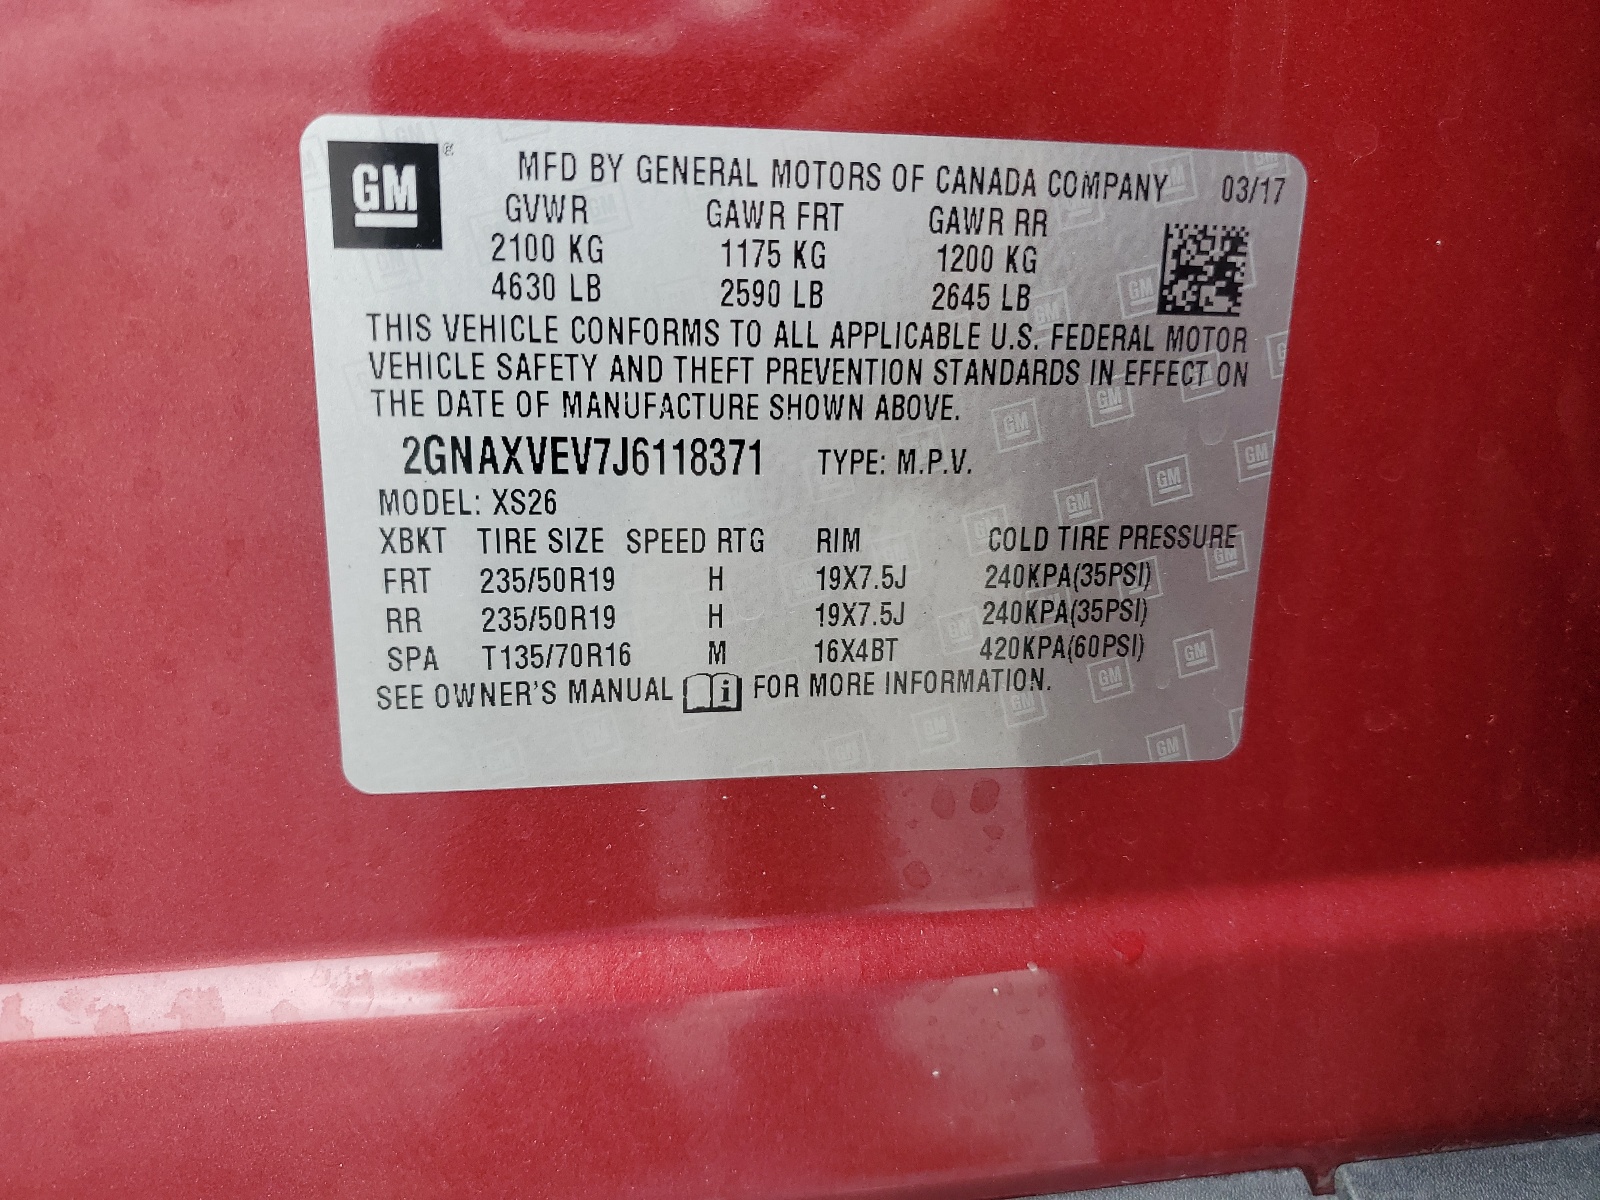 GM ®
MFD BY GENERAL MOTORS OF CANADA COMPANY 03/17
GVWR GAWR FRT GAWR RR
2100 KG 1175 KG 1200 KG
4630 LB 2590 LB 2645 LB
THIS VEHICLE CONFORMS TO ALL APPLICABLE U.S. FEDERAL MOTOR
VEHICLE SAFETY AND THEFT PREVENTION STANDARDS IN EFFECT ON
THE DATE OF MANUFACTURE SHOWN ABOVE.
2GNAXVEV7J6118371 TYPE: M.P.V.
MODEL: XS26
XBKT TIRE SIZE SPEED RTG RIM COLD TIRE PRESSURE
FRT 235/50R19 H 19X7.5J 240KPA(35PSI)
RR 235/50R19 H 19X7.5J 240KPA(35PSI)
SPA T135/70R16 M 16X4BT 420KPA(60PSI)
SEE OWNER'S MANUAL i FOR MORE INFORMATION.